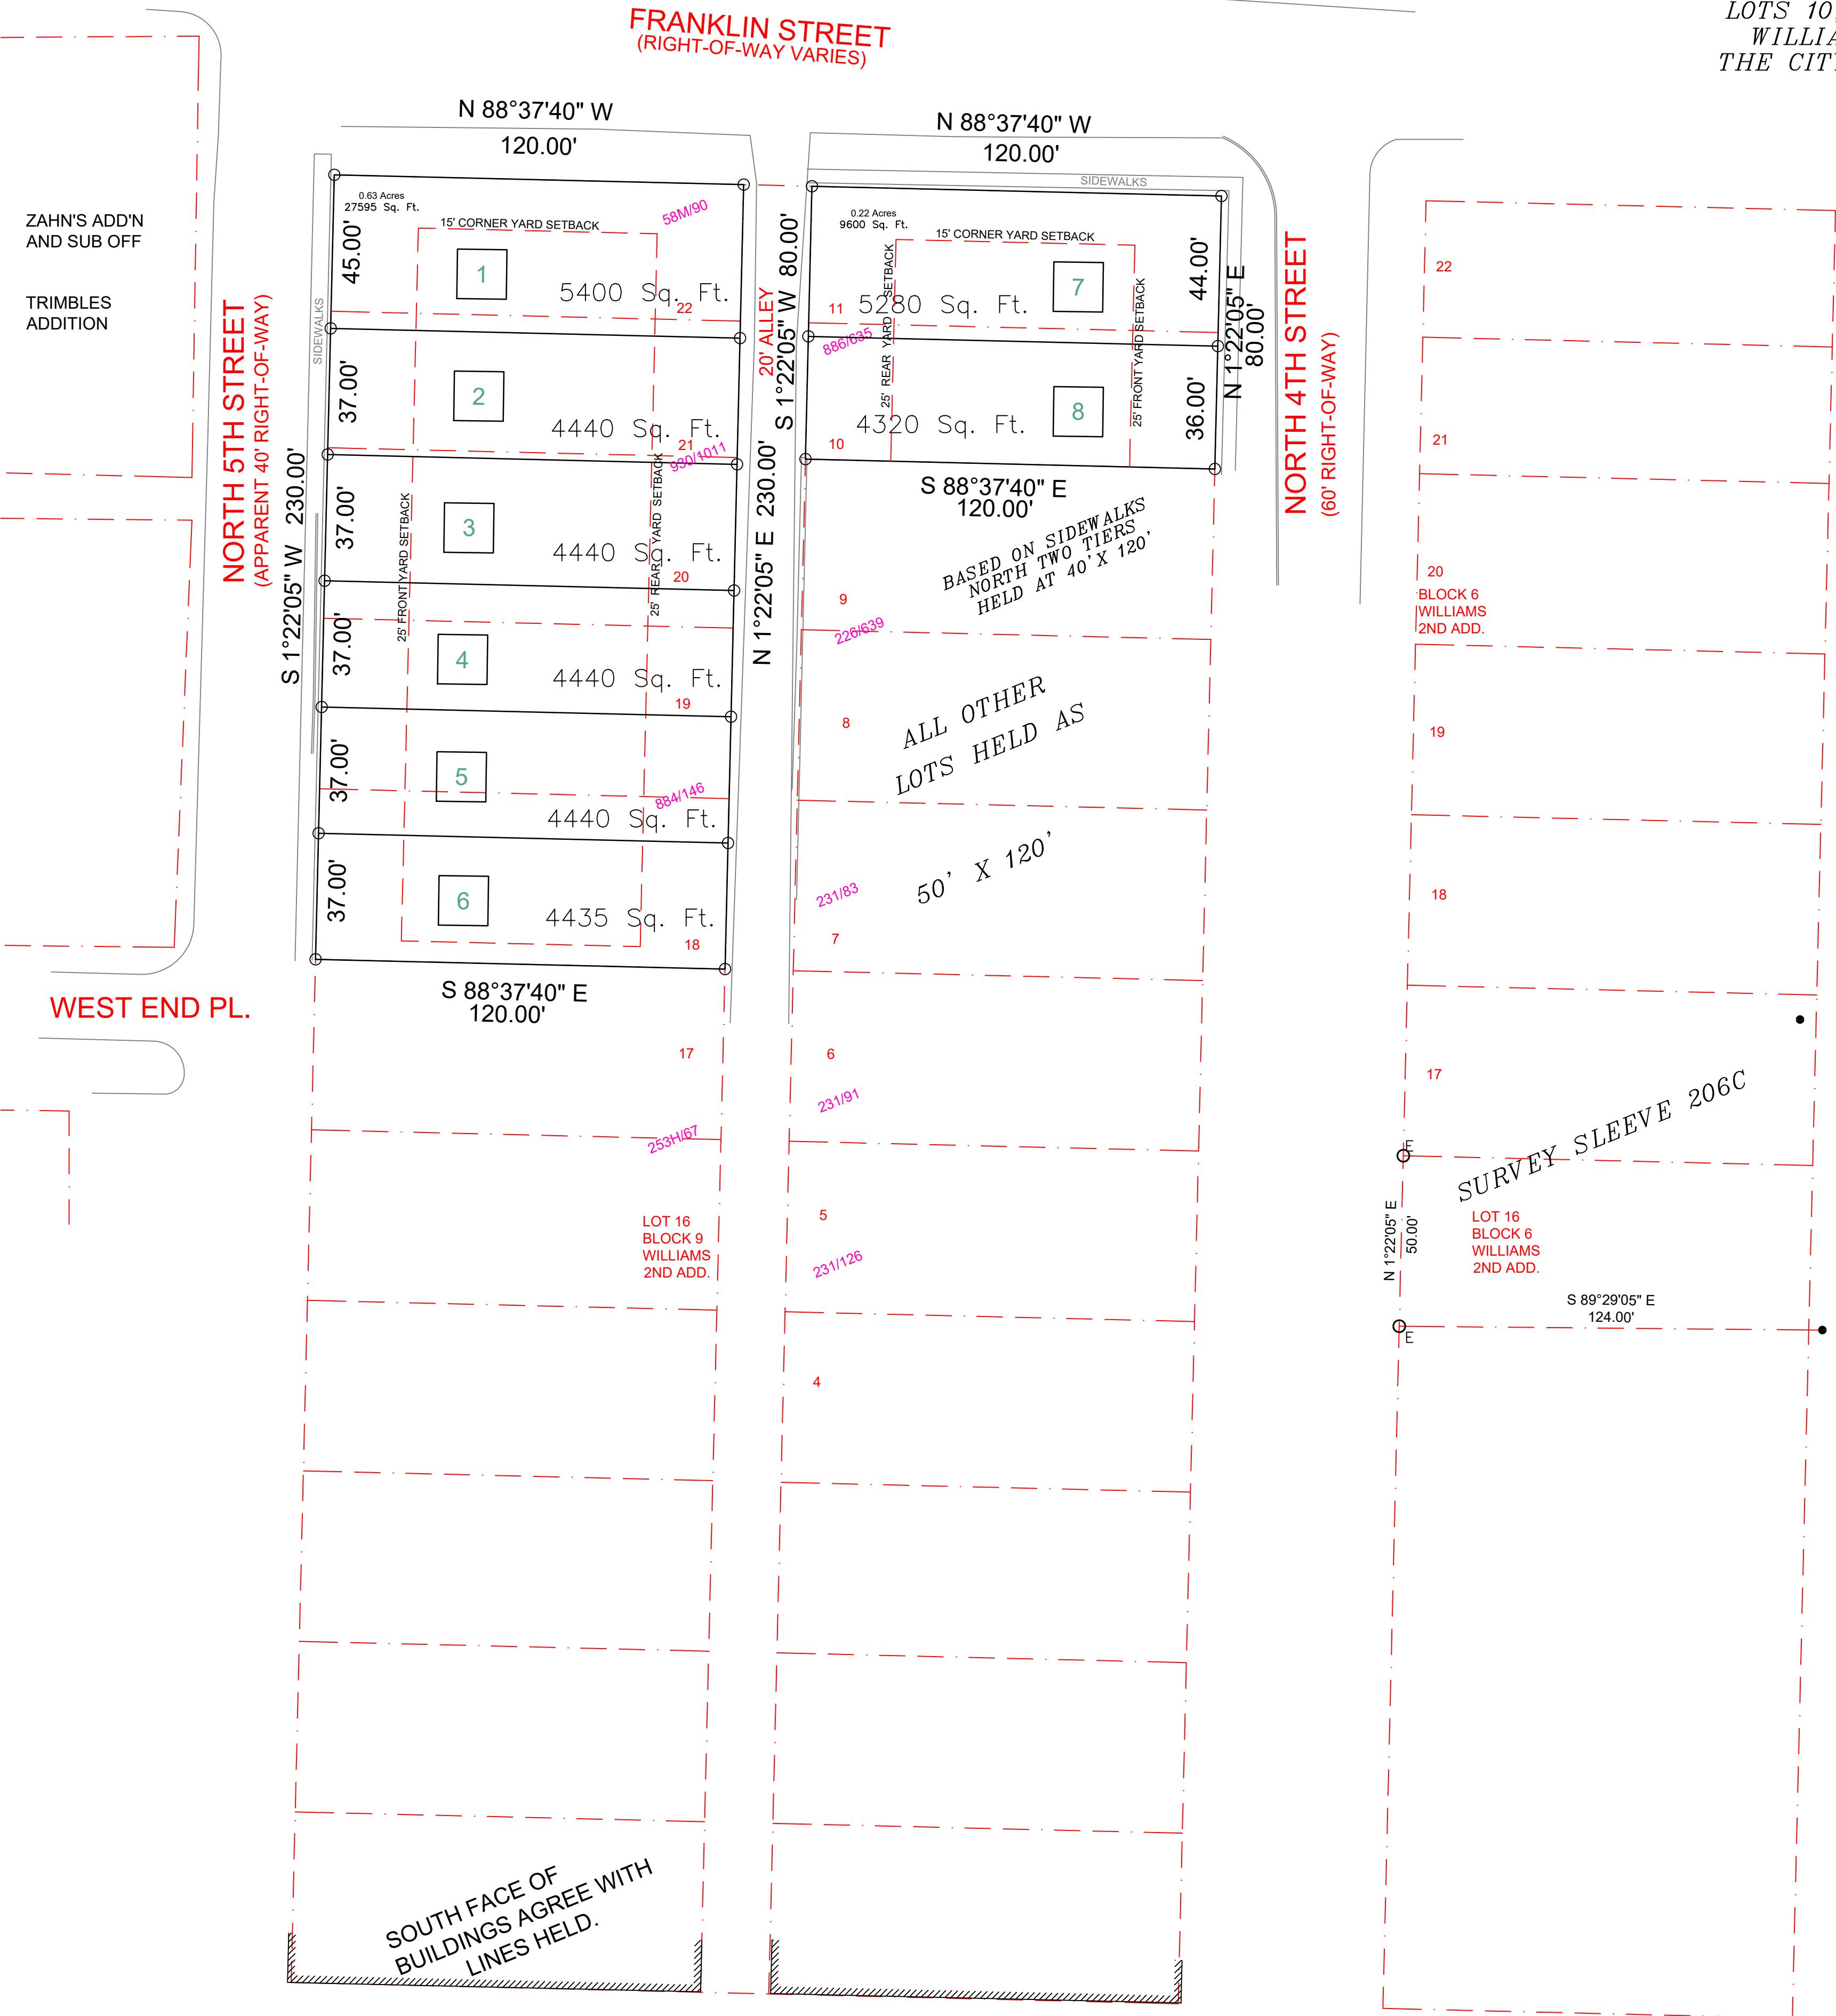 LOTS 10
WILLIA
THE CIT
FRANKLIN STREET
(RIGHT-OF-WAY VARIES)
N 88°37'40" W
120.00'
N 88°37'40" W
120.00'
SIDEWALKS
0.63 Acres
27595 Sq. Ft.
0.22 Acres
9600 Sq. Ft.
58M/90
15' CORNER YARD SETBACK
15' CORNER YARD SETBACK
ZAHN'S ADD'N
AND SUB OFF
TRIMBLES
ADDITION
NORTH 5TH STREET
(APPARENT 40' RIGHT-OF-WAY)
SIDEWALKS
S 1°22'05" W 230.00'
45.00'
1
5400 Sq. Ft.
22
37.00'
2
4440 Sq. Ft.
21
930/1011
37.00'
3
4440 Sq. Ft.
20
25' FRONT YARD SETBACK
25' REAR YARD SETBACK
37.00'
4
4440 Sq. Ft.
19
37.00'
5
884/146
4440 Sq. Ft.
37.00'
6
4435 Sq. Ft.
18
S 88°37'40" E
120.00'
WEST END PL.
17
253H/67
LOT 16
BLOCK 9
WILLIAMS
2ND ADD.
20' ALLEY
S 1°22'05" W 80.00'
N 1°22'05" E 230.00'
44.00'
7
11
5280 Sq. Ft.
886/635
25' REAR YARD SETBACK
25' FRONT YARD SETBACK
36.00'
8
4320 Sq. Ft.
10
N 1°22'05" E
80.00'
NORTH 4TH STREET
(60' RIGHT-OF-WAY)
S 88°37'40" E
120.00'
BASED ON SIDEWALKS
NORTH TWO TIERS
HELD AT 40'X 120'
9
226/639
ALL OTHER
LOTS HELD AS
50' X 120'
8
231/83
7
6
231/91
5
231/126
4
22
21
20
BLOCK 6
WILLIAMS
2ND ADD.
19
18
17
SURVEY SLEEVE 206C
E
N 1°22'05" E
50.00'
LOT 16
BLOCK 6
WILLIAMS
2ND ADD.
S 89°29'05" E
124.00'
E
SOUTH FACE OF
BUILDINGS AGREE WITH
LINES HELD.